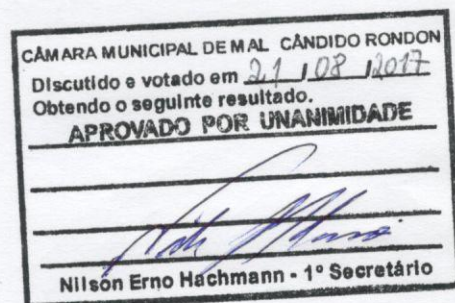 CÂMARA MUNICIPAL DE MAL CÂNDIDO RONDON
Discutido e votado em 21 / 08 / 2017
Obtendo o seguinte resultado.
APROVADO POR UNANIMIDADE
Nilson Erno Hachmann - 1º Secretário